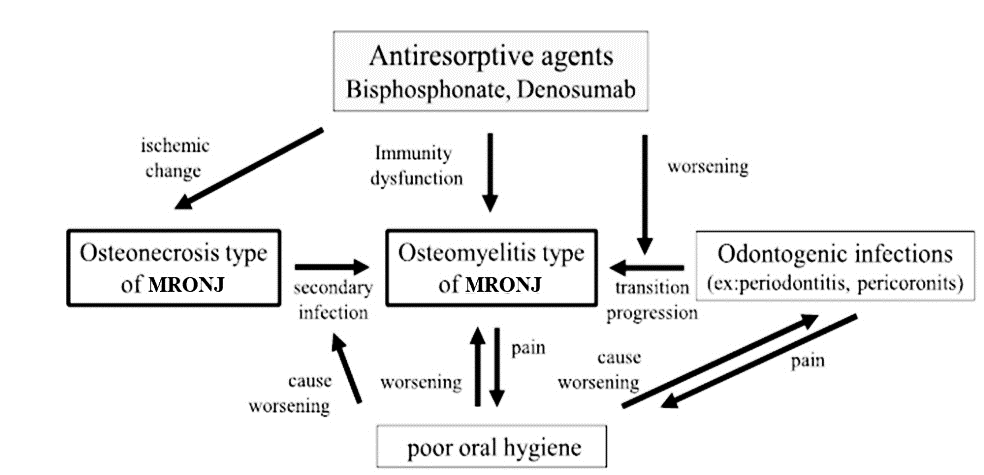 Antiresorptive agents
Bisphosphonate, Denosumab
ischemic
change
Immunity
dysfunction
worsening
Osteonecrosis type
of MRONJ
secondary
infection
Osteomyelitis type
of MRONJ
transition
progression
Odontogenic infections
(ex:periodontitis, pericoronits)
cause
worsening
worsening
pain
cause
worsening
pain
poor oral hygiene